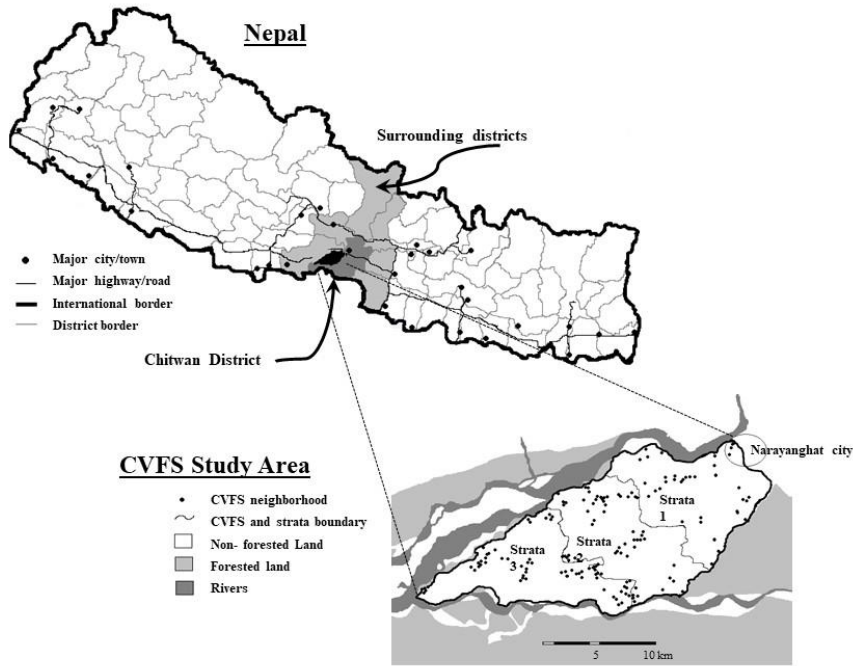 Nepal
Surrounding districts
Major city/town
Major highway/road
International border
District border
Chitwan District
CVFS Study Area
CVFS neighborhood
CVFS and strata boundary
Non- forested Land
Forested land
Rivers
Narayanghat city
Strata
1
Strata
2
Strata
3
5
10 km